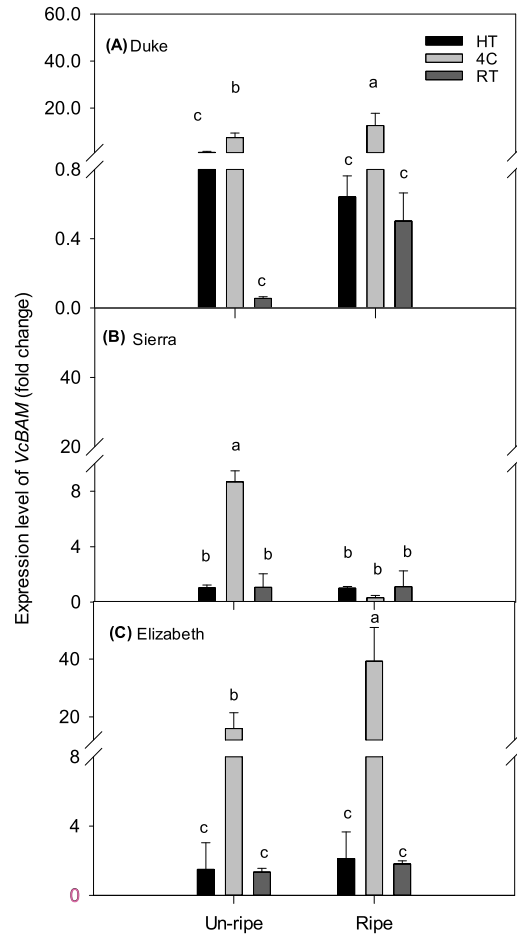 60.0
(A) Duke
HT
40.0
4C
RT
20.0
c
b
a
0.8
c
c
0.4
c
0.0
Expression level of VcBAM (fold change)
(B) Sierra
40
20
a
8
4
b
b
b
b
b
0
(C) Elizabeth
a
40
b
20
8
4
c
c
c
c
0
Un-ripe Ripe